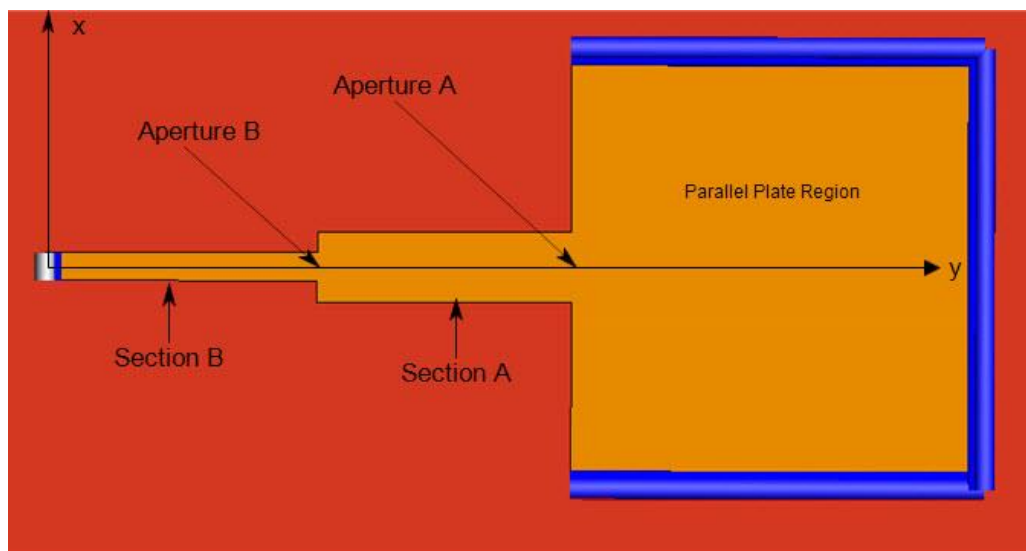 x
Aperture A
Aperture B
Parallel Plate Region
y
Section B
Section A